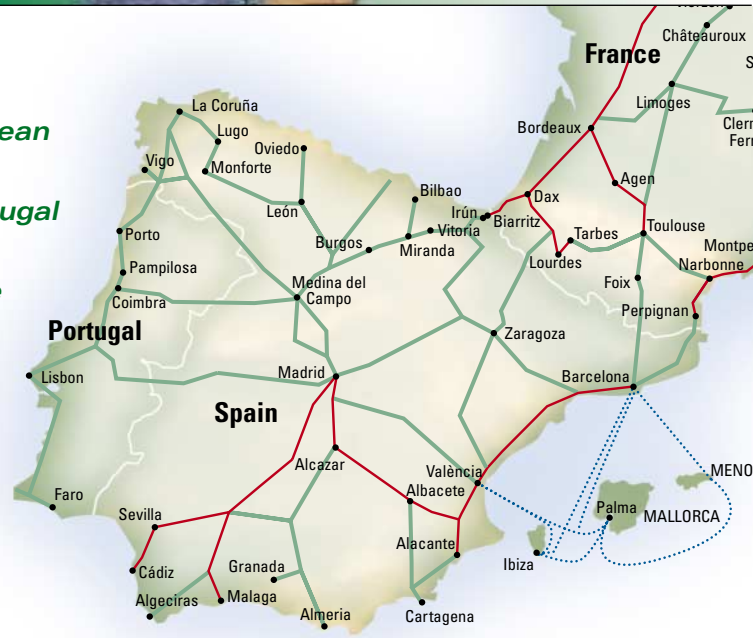 Châteauroux
France
Limoges
La Coruña
ean
Lugo
Bordeaux
Oviedo
Vigo
Monforte
Agen
Bilbao
Dax
ugal
León
Irún
Biarritz
Vitoria
Tarbes
Toulouse
Porto
Burgos
Miranda
Lourdes
Montpe
Narbonne
Pampilosa
Medina del
Campo
Foix
Coimbra
Perpignan
Portugal
Zaragoza
Lisbon
Madrid
Barcelona
Spain
Alcazar
València
MENO
Albacete
Faro
Sevilla
Palma
MALLORCA
Alacante
Ibiza
Cádiz
Granada
Algeciras
Malaga
Almeria
Cartagena